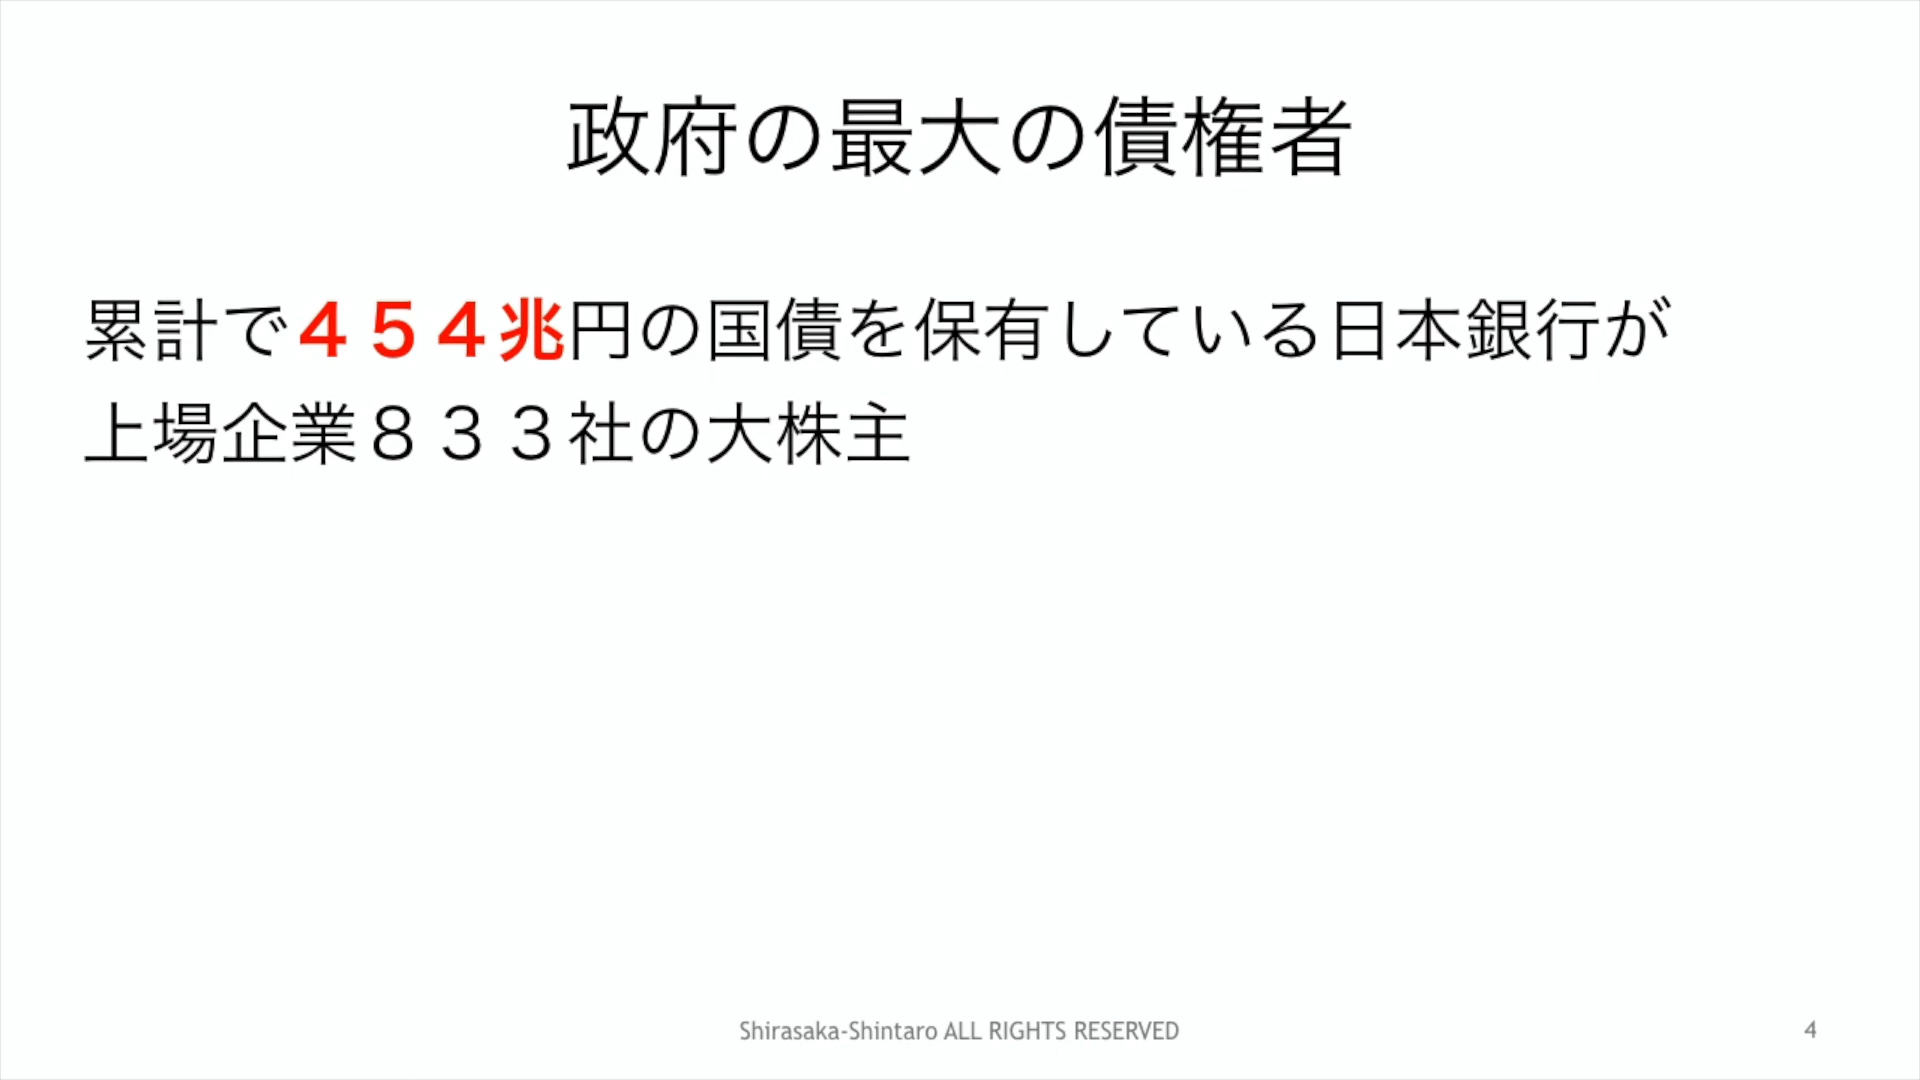 政府の最大の債権者
累計で４５４兆円の国債を保有している日本銀行が
上場企業８３３社の大株主
Shirasaka-Shintaro ALL RIGHTS RESERVED
4